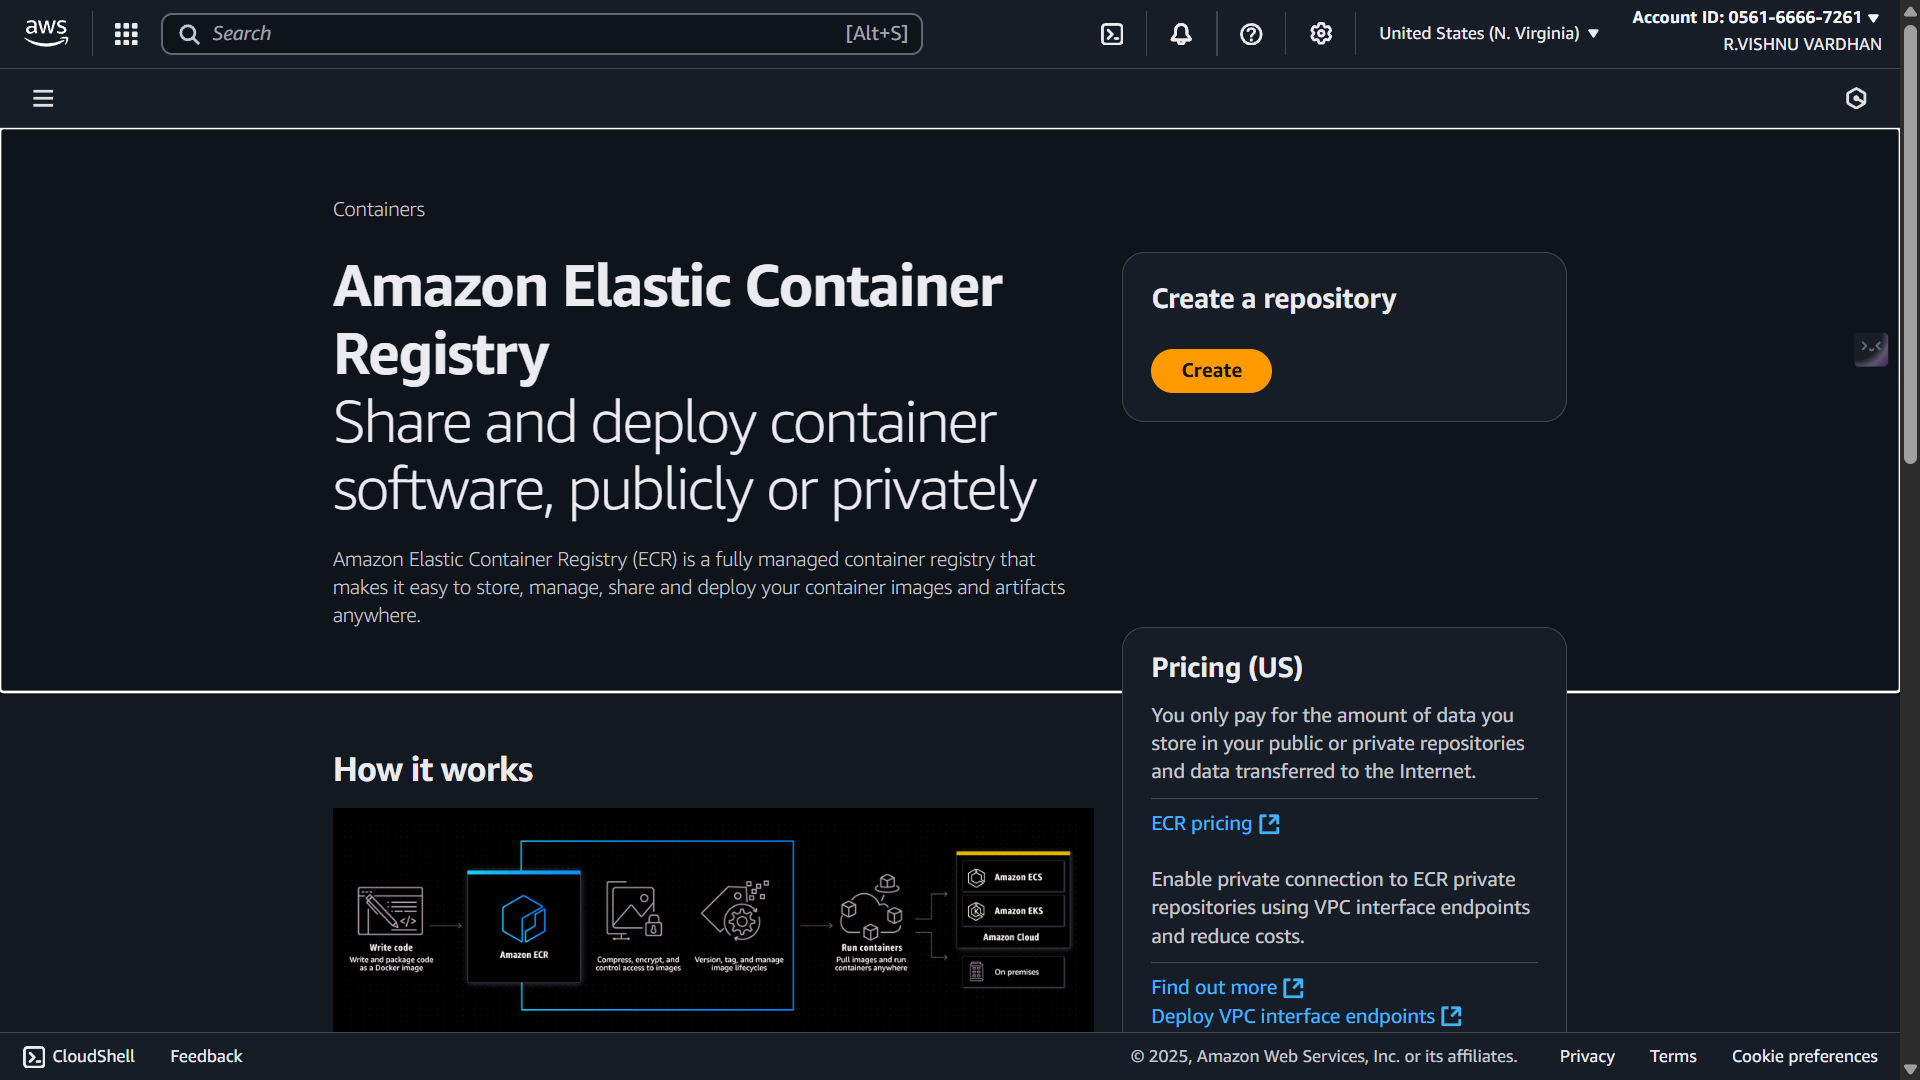 aws
Search
[Alt+S]
United States (N. Virginia)
Account ID: 0561-6666-7261
R.VISHNU VARDHAN
Containers
Amazon Elastic Container
Registry
Share and deploy container
software, publicly or privately
Amazon Elastic Container Registry (ECR) is a fully managed container registry that
makes it easy to store, manage, share and deploy your container images and artifacts
anywhere.
Create a repository
Create
Pricing (US)
You only pay for the amount of data you
store in your public or private repositories
and data transferred to the Internet.
ECR pricing
Enable private connection to ECR private
repositories using VPC interface endpoints
and reduce costs.
Find out more
Deploy VPC interface endpoints
How it works
Write code
Write and package code
as a Docker image
Amazon ECR
Compress, encrypt, and
control access to images
Version, tag, and manage
image lifecycles
Run containers
Pull images and run
containers anywhere
Amazon ECS
Amazon EKS
Amazon Cloud
On premises
CloudShell
Feedback
© 2025, Amazon Web Services, Inc. or its affiliates.
Privacy
Terms
Cookie preferences